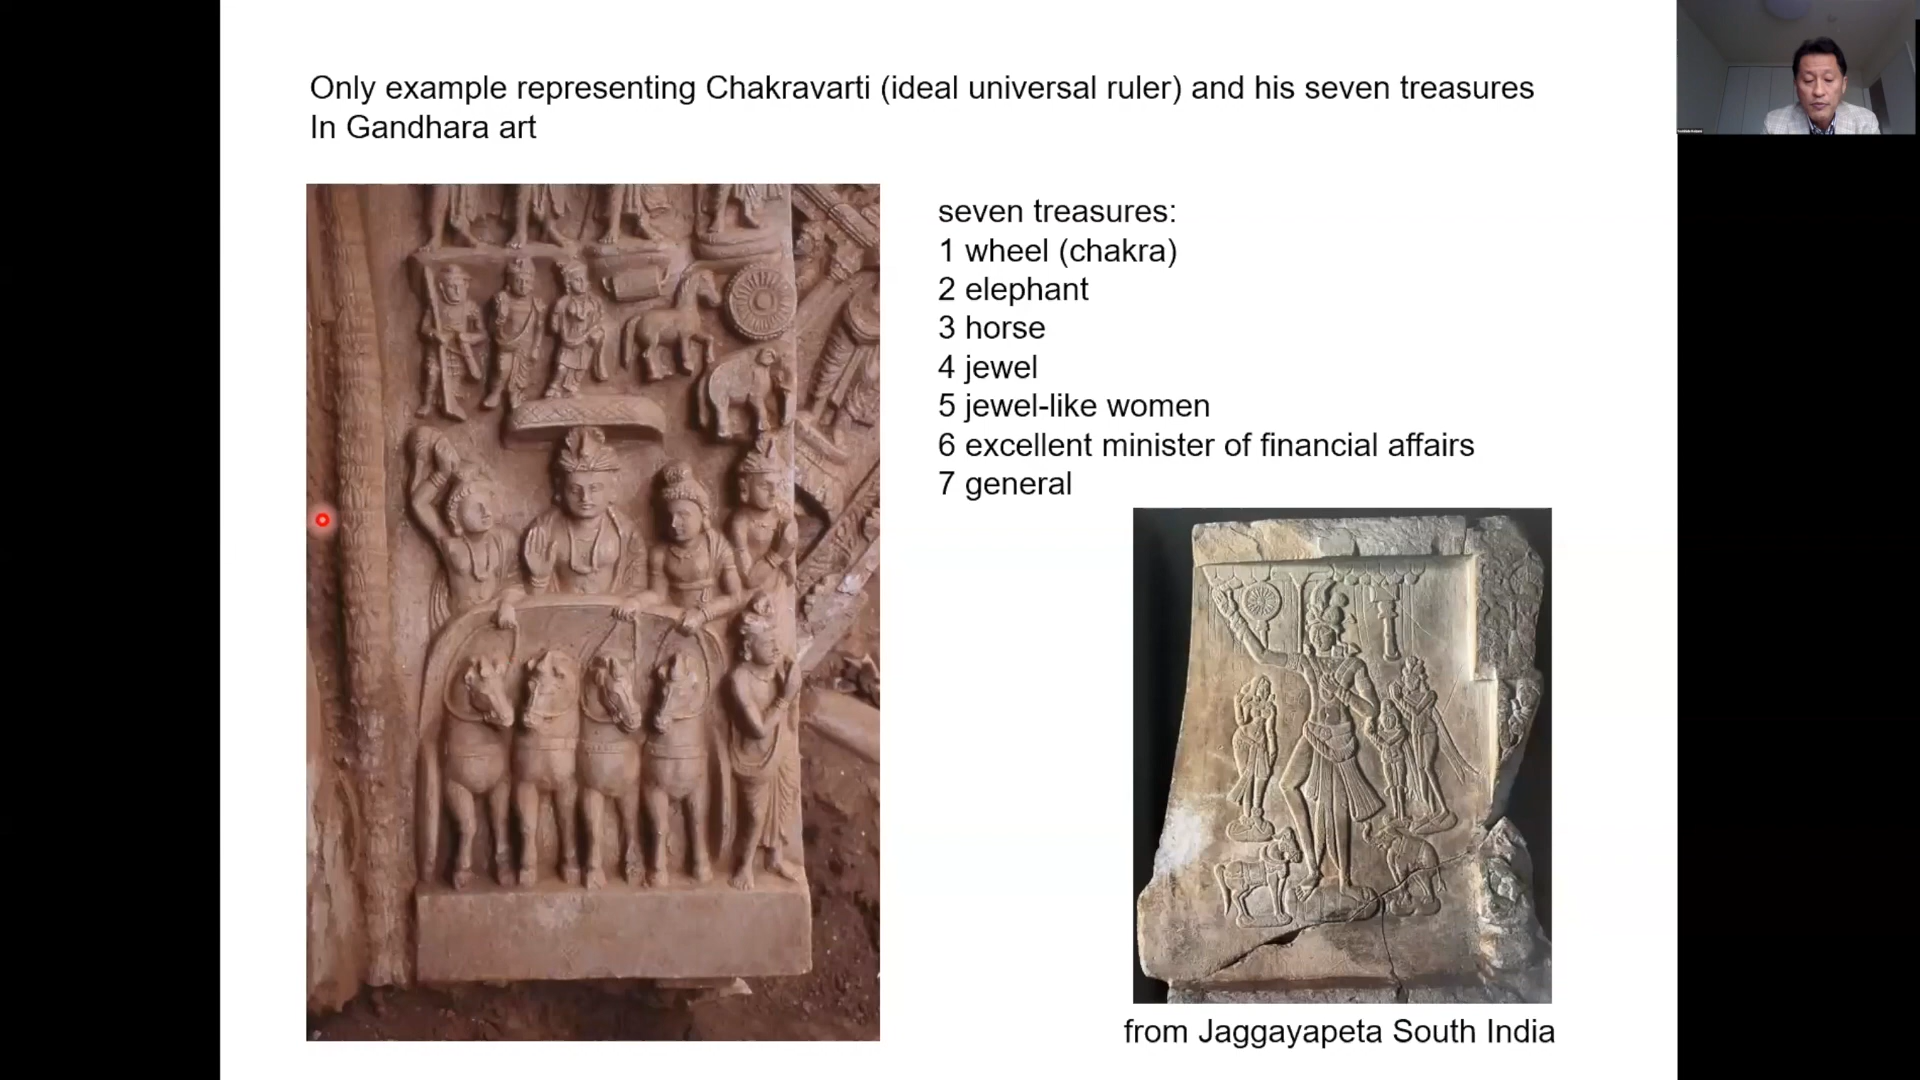 Only example representing Chakravarti (ideal universal ruler) and his seven treasures
In Gandhara art
seven treasures:
1 wheel (chakra)
2 elephant
3 horse
4 jewel
5 jewel-like women
6 excellent minister of financial affairs
7 general
from Jaggayapeta South India